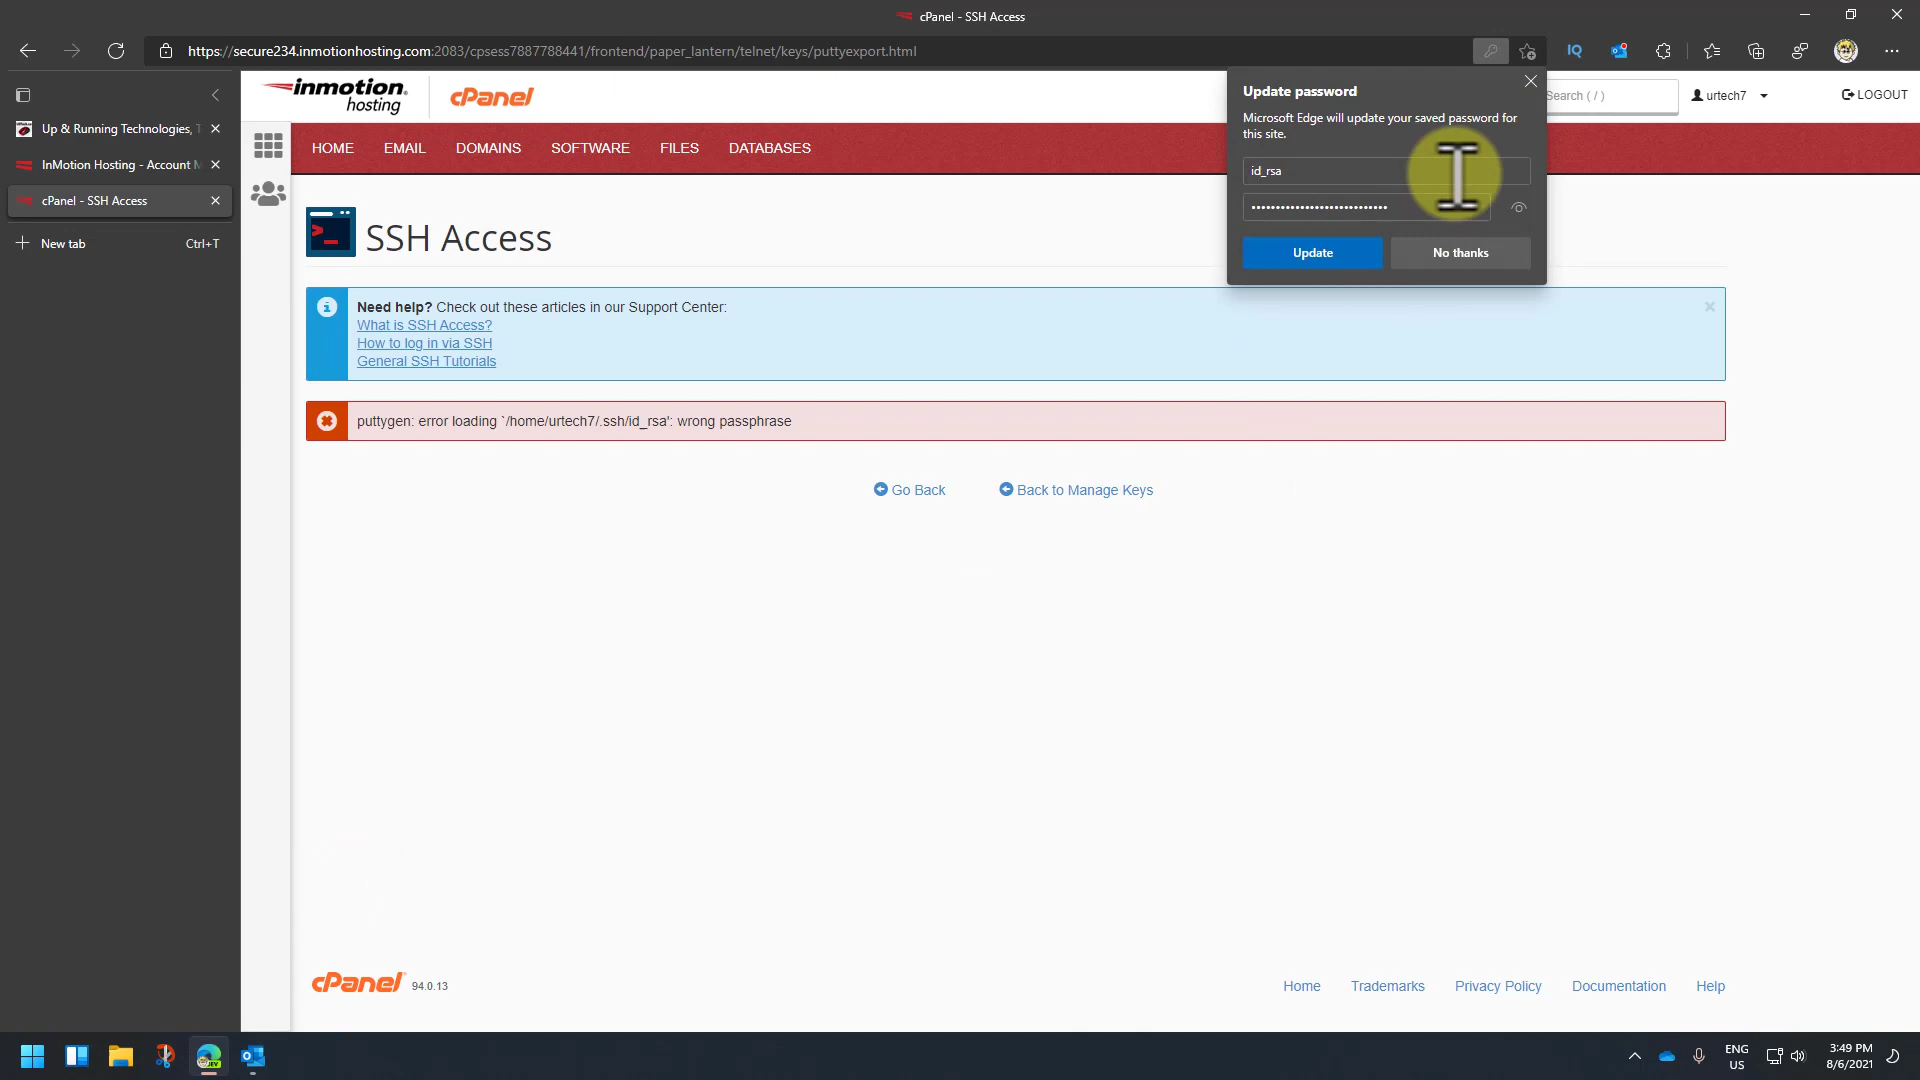 cPanel - SSH Access
https://secure234.inmotionhosting.com:2083/cpsess7887788441/frontend/paper_lantern/telnet/keys/puttyexport.html
IQ
Up & Running Technologies,
InMotion Hosting - Account
cPanel - SSH Access
New tab Ctrl+T
inmotion hosting
cPanel
Search ( / )
urtech7
LOGOUT
HOME EMAIL DOMAINS SOFTWARE FILES DATABASES
Update password
Microsoft Edge will update your saved password for
this site.
id_rsa
••••••••••••••••••••••••••••
Update No thanks
SSH Access
Need help? Check out these articles in our Support Center:
What is SSH Access?
How to log in via SSH
General SSH Tutorials
puttygen: error loading `/home/urtech7/.ssh/id_rsa': wrong passphrase
Go Back Back to Manage Keys
cPanel 94.0.13
Home Trademarks Privacy Policy Documentation Help
ENG
US
3:49 PM
8/6/2021